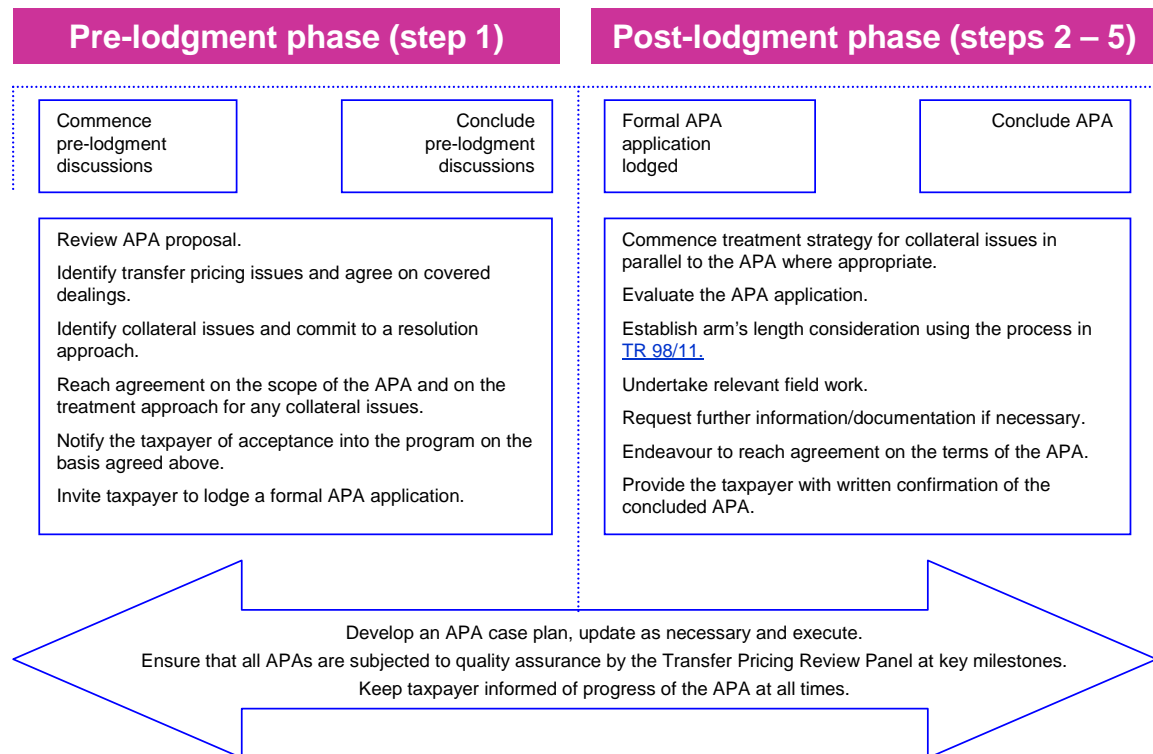 Pre-lodgment phase (step 1)
Post-lodgment phase (steps 2 – 5)
Commence
pre-lodgment
discussions
Conclude
pre-lodgment
discussions
Formal APA
application
lodged
Conclude APA
Review APA proposal.
Identify transfer pricing issues and agree on covered
dealings.
Identify collateral issues and commit to a resolution
approach.
Reach agreement on the scope of the APA and on the
treatment approach for any collateral issues.
Notify the taxpayer of acceptance into the program on the
basis agreed above.
Invite taxpayer to lodge a formal APA application.
Commence treatment strategy for collateral issues in
parallel to the APA where appropriate.
Evaluate the APA application.
Establish arm’s length consideration using the process in
TR 98/11.
Undertake relevant field work.
Request further information/documentation if necessary.
Endeavour to reach agreement on the terms of the APA.
Provide the taxpayer with written confirmation of the
concluded APA.
Develop an APA case plan, update as necessary and execute.
Ensure that all APAs are subjected to quality assurance by the Transfer Pricing Review Panel at key milestones.
Keep taxpayer informed of progress of the APA at all times.